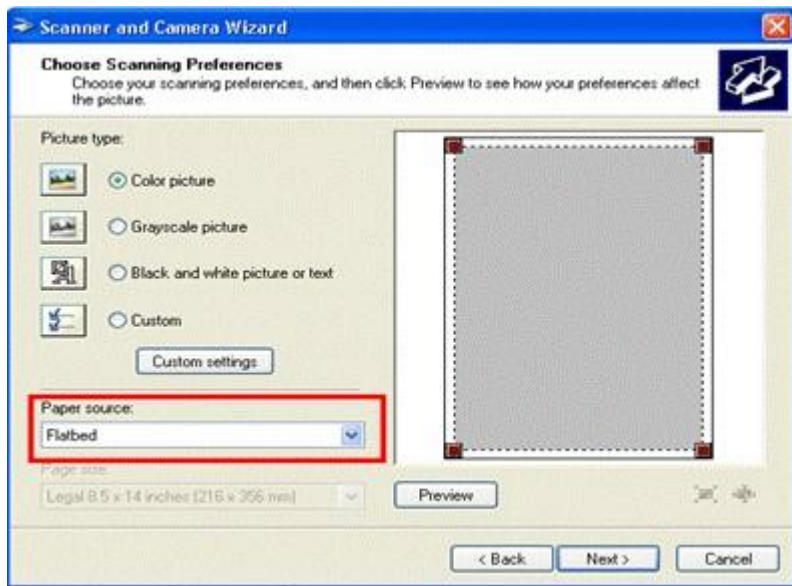 Scanner and Camera Wizard
Choose Scanning Preferences
Choose your scanning preferences, and then click Preview to see how your preferences affect
the picture.
Picture type:
Color picture
Grayscale picture
Black and white picture or text
Custom
Custom settings
Paper source:
Flatbed
Page size:
Legal 8.5 x 14 inches (216 x 356 mm)
Preview
< Back
Next >
Cancel